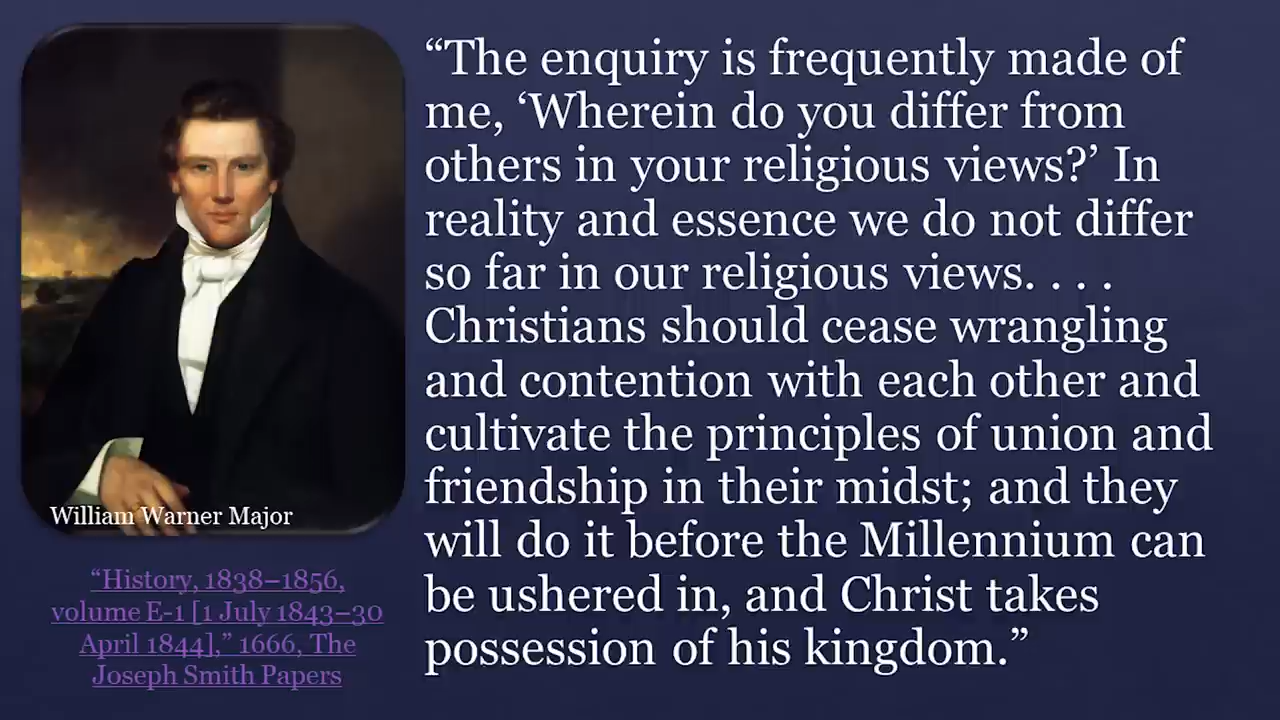 “The enquiry is frequently made of
me, ‘Wherein do you differ from
others in your religious views?’ In
reality and essence we do not differ
so far in our religious views. . . .
Christians should cease wrangling
and contention with each other and
cultivate the principles of union and
friendship in their midst; and they
will do it before the Millennium can
be ushered in, and Christ takes
possession of his kingdom.”
William Warner Major
“History, 1838–1856,
volume E-1 [1 July 1843–30
April 1844],” 1666, The
Joseph Smith Papers